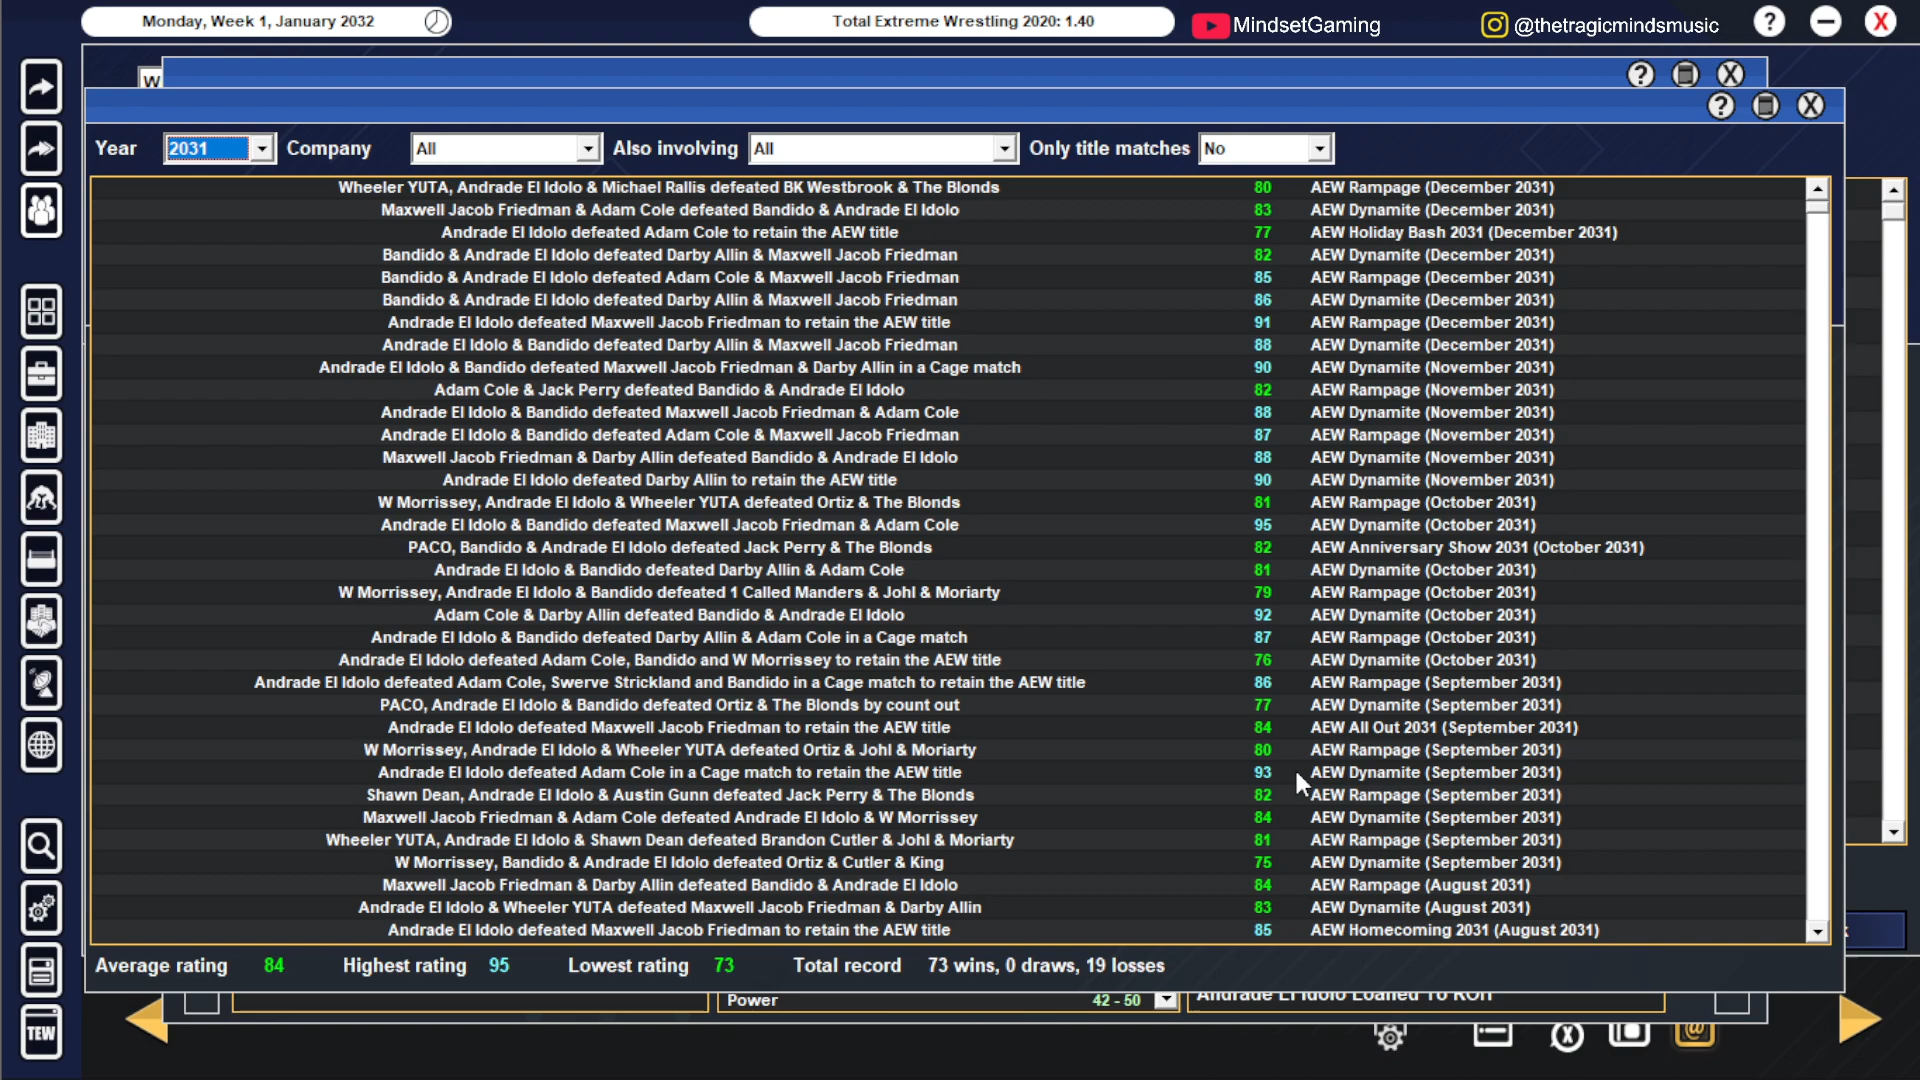 Monday, Week 1, January 2032
Total Extreme Wrestling 2020: 1.40
MindsetGaming
@thetragicmindsmusic
? X
W
? X
? X
Year 2031 Company All Also involving All Only title matches No
Wheeler YUTA, Andrade El Idolo & Michael Rallis defeated BK Westbrook & The Blonds 80 AEW Rampage (December 2031)
Maxwell Jacob Friedman & Adam Cole defeated Bandido & Andrade El Idolo 83 AEW Dynamite (December 2031)
Andrade El Idolo defeated Adam Cole to retain the AEW title 77 AEW Holiday Bash 2031 (December 2031)
Bandido & Andrade El Idolo defeated Darby Allin & Maxwell Jacob Friedman 82 AEW Dynamite (December 2031)
Bandido & Andrade El Idolo defeated Adam Cole & Maxwell Jacob Friedman 85 AEW Rampage (December 2031)
Bandido & Andrade El Idolo defeated Darby Allin & Maxwell Jacob Friedman 86 AEW Dynamite (December 2031)
Andrade El Idolo defeated Maxwell Jacob Friedman to retain the AEW title 91 AEW Rampage (December 2031)
Andrade El Idolo & Bandido defeated Darby Allin & Maxwell Jacob Friedman 88 AEW Dynamite (December 2031)
Andrade El Idolo & Bandido defeated Maxwell Jacob Friedman & Darby Allin in a Cage match 90 AEW Dynamite (November 2031)
Adam Cole & Jack Perry defeated Bandido & Andrade El Idolo 82 AEW Rampage (November 2031)
Andrade El Idolo & Bandido defeated Maxwell Jacob Friedman & Adam Cole 88 AEW Dynamite (November 2031)
Andrade El Idolo & Bandido defeated Adam Cole & Maxwell Jacob Friedman 87 AEW Rampage (November 2031)
Maxwell Jacob Friedman & Darby Allin defeated Bandido & Andrade El Idolo 88 AEW Dynamite (November 2031)
Andrade El Idolo defeated Darby Allin to retain the AEW title 90 AEW Dynamite (November 2031)
W Morrissey, Andrade El Idolo & Wheeler YUTA defeated Ortiz & The Blonds 81 AEW Rampage (October 2031)
Andrade El Idolo & Bandido defeated Maxwell Jacob Friedman & Adam Cole 95 AEW Dynamite (October 2031)
PACO, Bandido & Andrade El Idolo defeated Jack Perry & The Blonds 82 AEW Anniversary Show 2031 (October 2031)
Andrade El Idolo & Bandido defeated Darby Allin & Adam Cole 81 AEW Dynamite (October 2031)
W Morrissey, Andrade El Idolo & Bandido defeated 1 Called Manders & Johl & Moriarty 79 AEW Rampage (October 2031)
Adam Cole & Darby Allin defeated Bandido & Andrade El Idolo 92 AEW Dynamite (October 2031)
Andrade El Idolo & Bandido defeated Darby Allin & Adam Cole in a Cage match 87 AEW Rampage (October 2031)
Andrade El Idolo defeated Adam Cole, Bandido and W Morrissey to retain the AEW title 76 AEW Dynamite (October 2031)
Andrade El Idolo defeated Adam Cole, Swerve Strickland and Bandido in a Cage match to retain the AEW title 86 AEW Rampage (September 2031)
PACO, Andrade El Idolo & Bandido defeated Ortiz & The Blonds by count out 77 AEW Dynamite (September 2031)
Andrade El Idolo defeated Maxwell Jacob Friedman to retain the AEW title 84 AEW All Out 2031 (September 2031)
W Morrissey, Andrade El Idolo & Wheeler YUTA defeated Ortiz & Johl & Moriarty 80 AEW Rampage (September 2031)
Andrade El Idolo defeated Adam Cole in a Cage match to retain the AEW title 93 AEW Dynamite (September 2031)
Shawn Dean, Andrade El Idolo & Austin Gunn defeated Jack Perry & The Blonds 82 AEW Rampage (September 2031)
Maxwell Jacob Friedman & Adam Cole defeated Andrade El Idolo & W Morrissey 84 AEW Dynamite (September 2031)
Wheeler YUTA, Andrade El Idolo & Shawn Dean defeated Brandon Cutler & Johl & Moriarty 81 AEW Rampage (September 2031)
W Morrissey, Bandido & Andrade El Idolo defeated Ortiz & Cutler & King 75 AEW Dynamite (September 2031)
Maxwell Jacob Friedman & Darby Allin defeated Bandido & Andrade El Idolo 84 AEW Rampage (August 2031)
Andrade El Idolo & Wheeler YUTA defeated Maxwell Jacob Friedman & Darby Allin 83 AEW Dynamite (August 2031)
Andrade El Idolo defeated Maxwell Jacob Friedman to retain the AEW title 85 AEW Homecoming 2031 (August 2031)
Average rating 84 Highest rating 95 Lowest rating 73 Total record 73 wins, 0 draws, 19 losses
Power 42 - 50 Andrade El Idolo Loaned To ROH
TEW